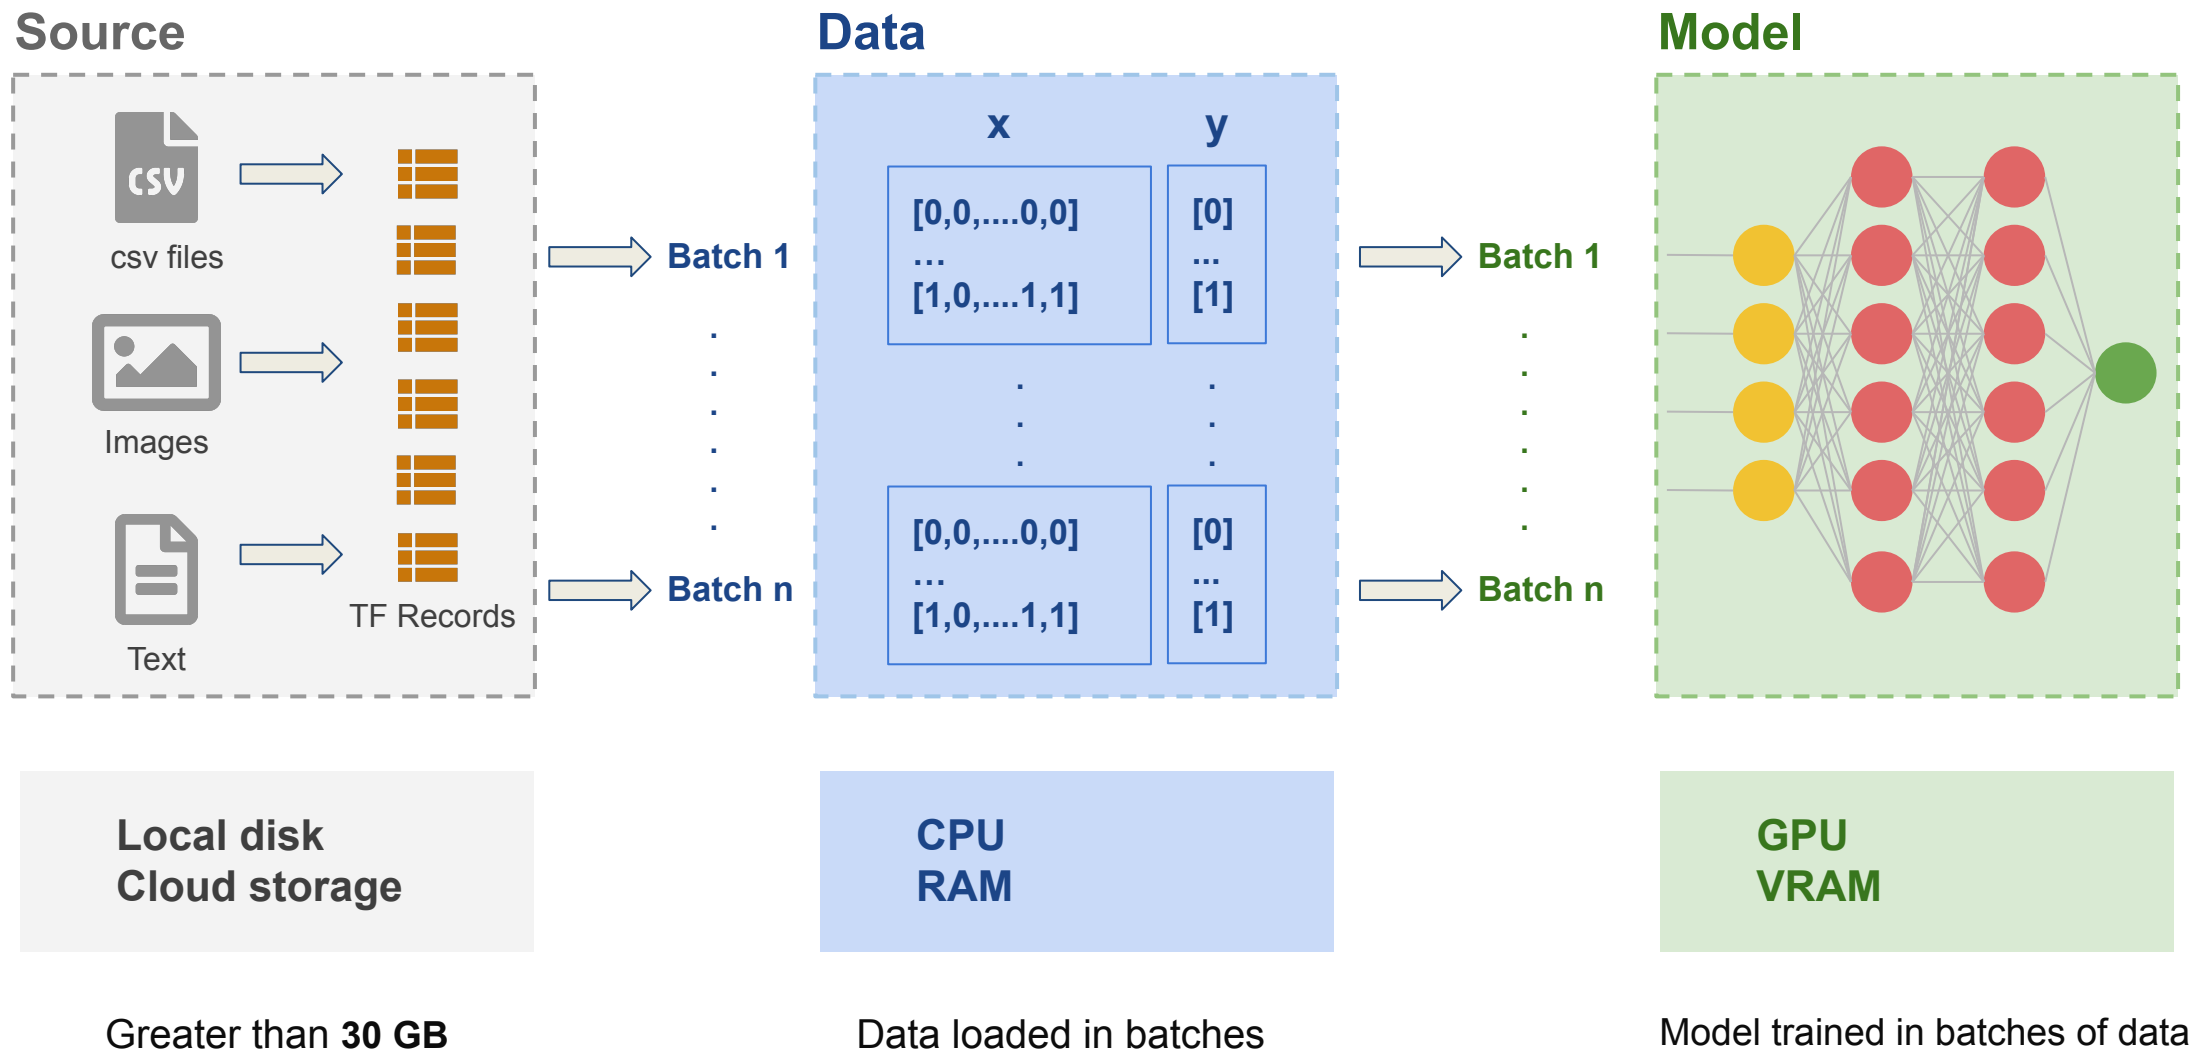 Source
CSV
csv files
Images
Text
TF Records
Batch 1
Batch n
Data
x
y
[0,0,....0,0]
...
[1,0,....1,1]
[0]
...
[1]
[0,0,....0,0]
...
[1,0,....1,1]
[0]
...
[1]
Batch 1
Batch n
Model
Local disk
Cloud storage
CPU
RAM
GPU
VRAM
Greater than 30 GB
Data loaded in batches
Model trained in batches of data